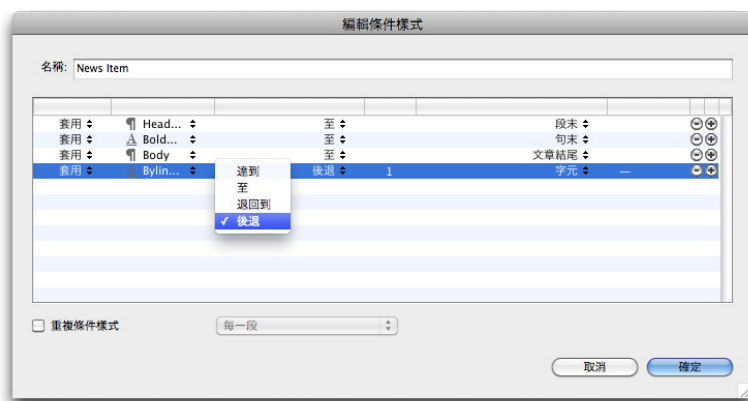 編輯條件樣式
名稱: News Item
套用 ¶ Head... 至 段末
套用 A Bold... 至 句末
套用 ¶ Body 至 文章結尾
套用 A Bylin... 後退 1 字元 —
達到
至
退回到
✓ 後退
重複條件樣式 每一段
取消 確定